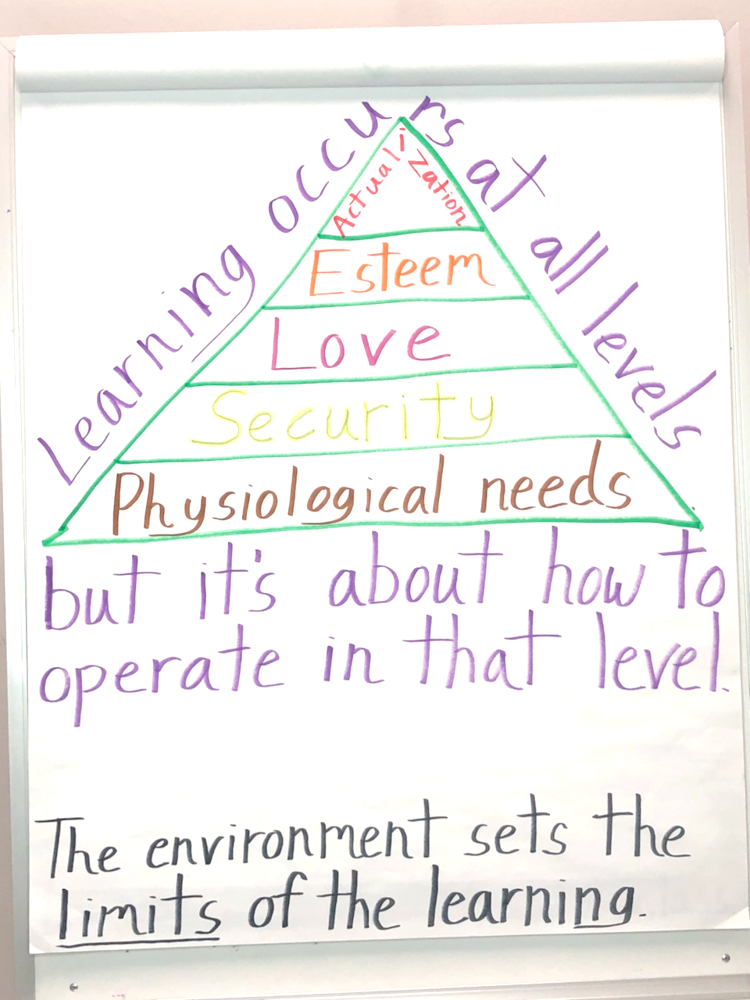 Learning occurs at all levels
Actualization
Esteem
Love
Security
Physiological needs
but it's about how to
operate in that level.
The environment sets the
limits of the learning.